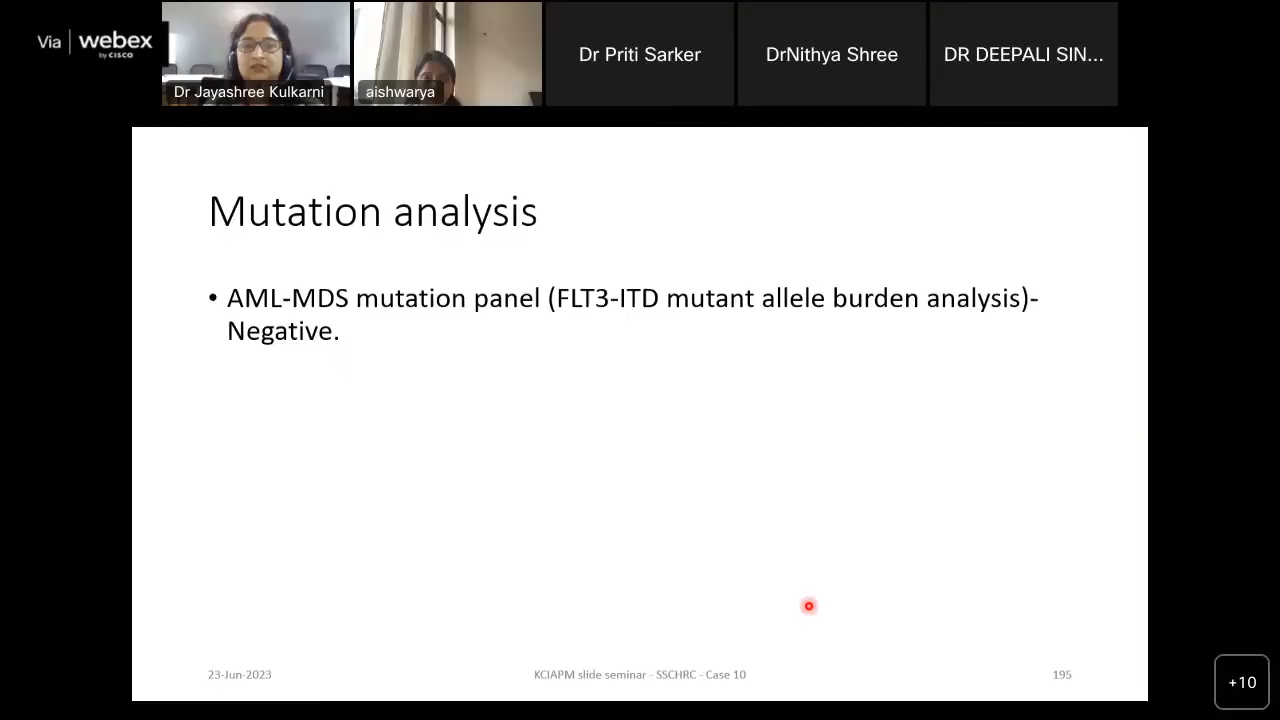 Via | webex
by CISCO
Dr Jayashree Kulkarni
aishwarya
Dr Priti Sarker
DrNithya Shree
DR DEEPALI SIN...
Mutation analysis
• AML-MDS mutation panel (FLT3-ITD mutant allele burden analysis)-
Negative.
23-Jun-2023
KCIAPM slide seminar - SSCHRC - Case 10
195
+10